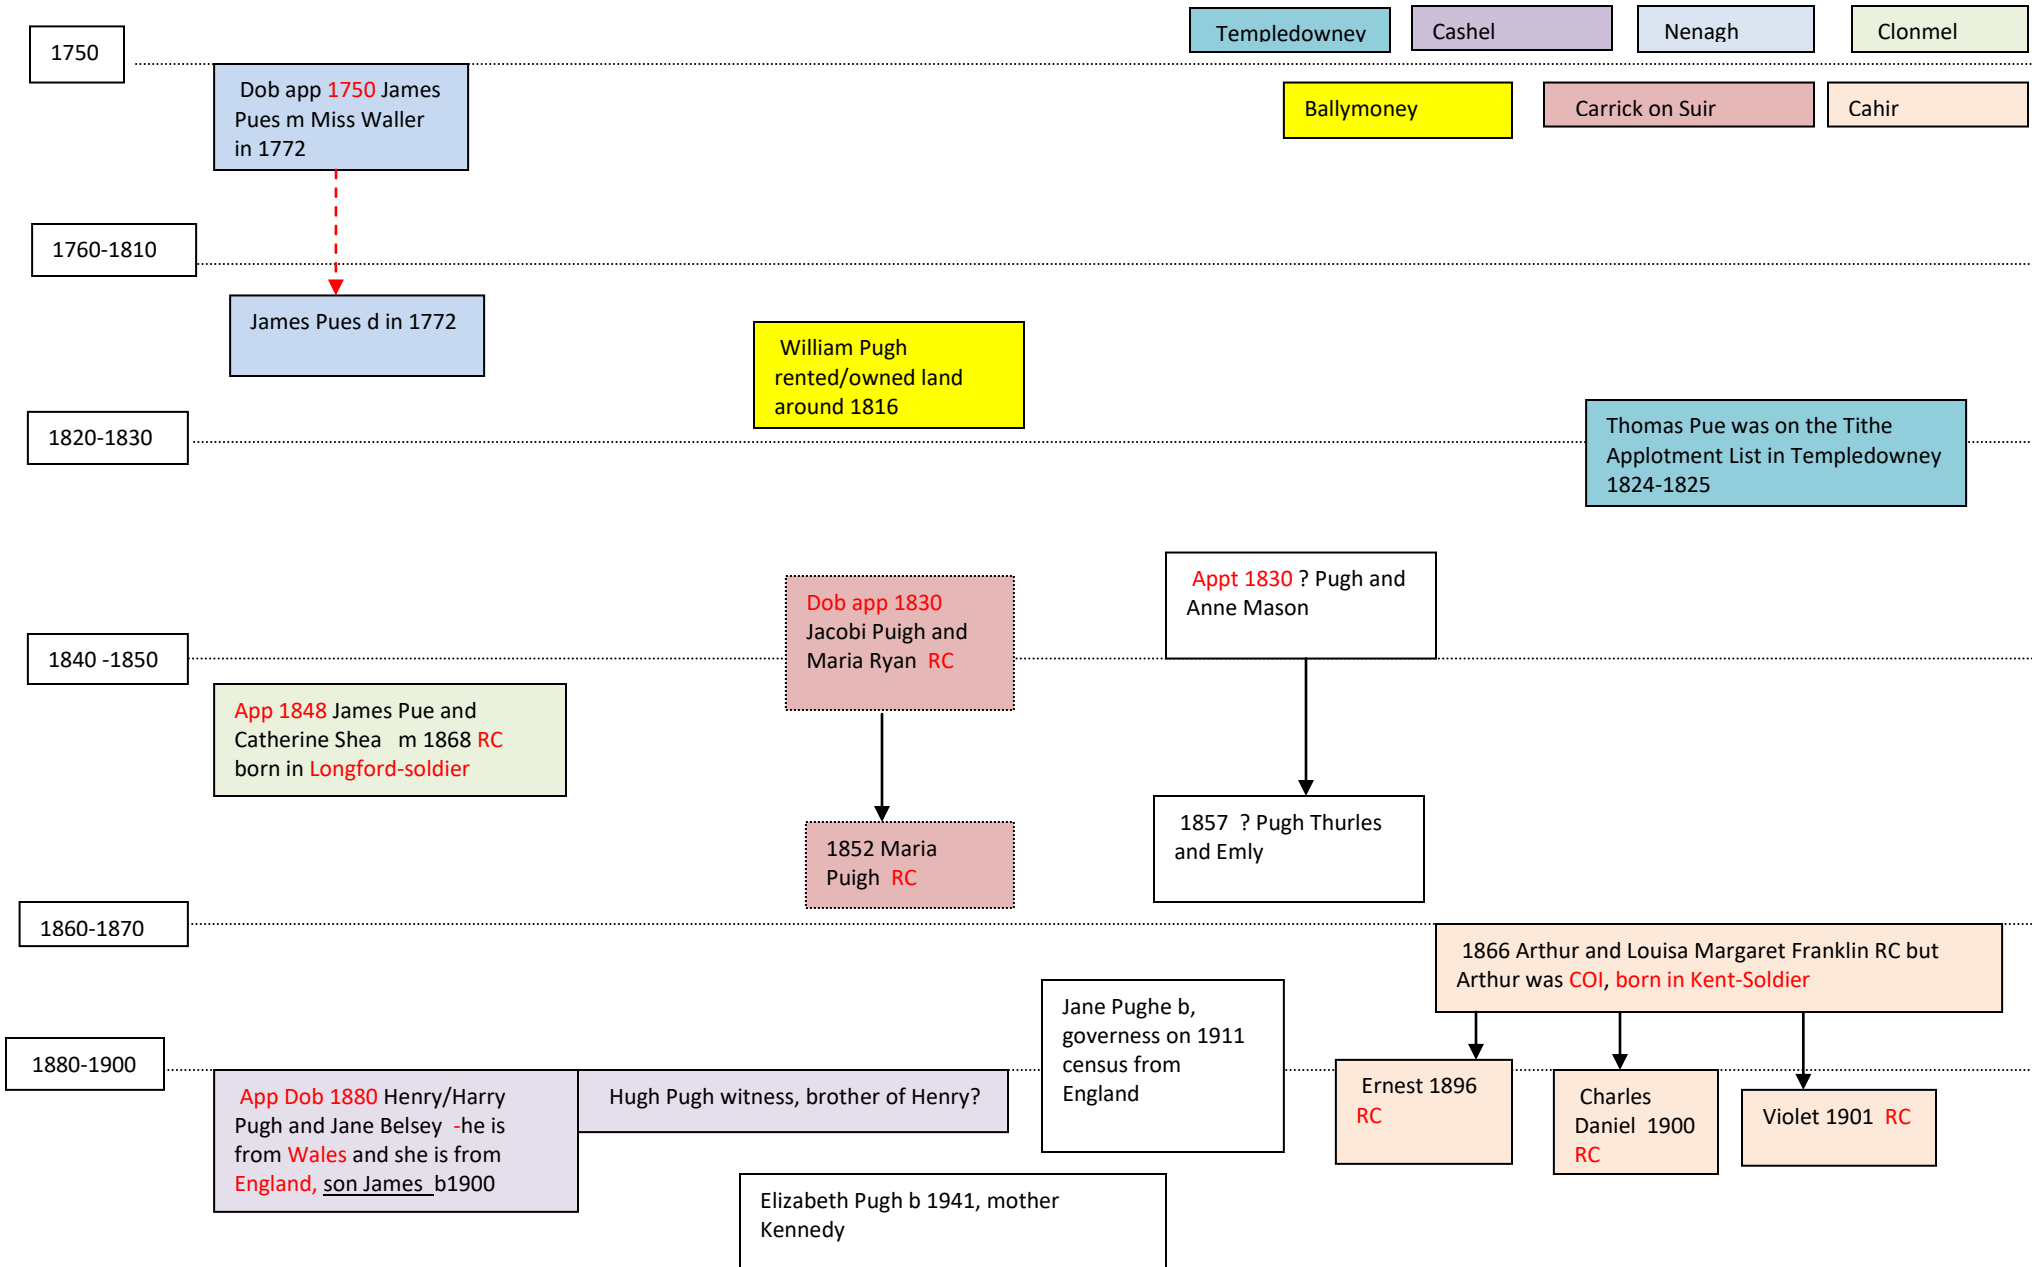 1750
Templedowney
Cashel
Nenagh
Clonmel
Ballymoney
Carrick on Suir
Cahir
Dob app 1750 James
Pues m Miss Waller
in 1772
1760-1810
James Pues d in 1772
William Pugh
rented/owned land
around 1816
1820-1830
Thomas Pue was on the Tithe
Applotment List in Templedowney
1824-1825
Dob app 1830
Jacobi Puigh and
Maria Ryan RC
Appt 1830 ? Pugh and
Anne Mason
1840 -1850
App 1848 James Pue and
Catherine Shea m 1868 RC
born in Longford-soldier
1852 Maria
Puigh RC
1857 ? Pugh Thurles
and Emly
1860-1870
1866 Arthur and Louisa Margaret Franklin RC but
Arthur was COI, born in Kent-Soldier
Jane Pughe b,
governess on 1911
census from
England
1880-1900
App Dob 1880 Henry/Harry
Pugh and Jane Belsey -he is
from Wales and she is from
England, son James b1900
Hugh Pugh witness, brother of Henry?
Ernest 1896
RC
Charles
Daniel 1900
RC
Violet 1901 RC
Elizabeth Pugh b 1941, mother
Kennedy